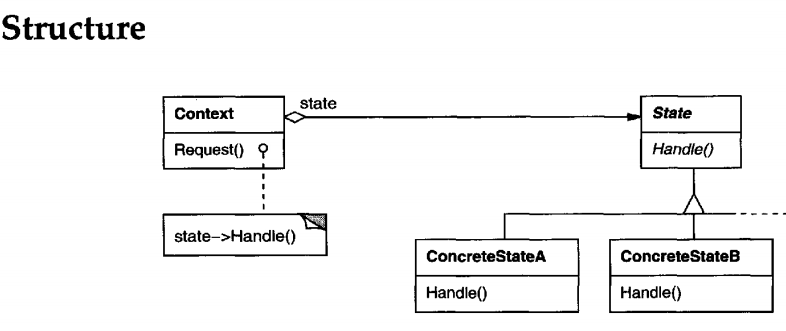 Structure
Context
state
State
Request()
Handle()
state->Handle()
ConcreteStateA
ConcreteStateB
Handle()
Handle()